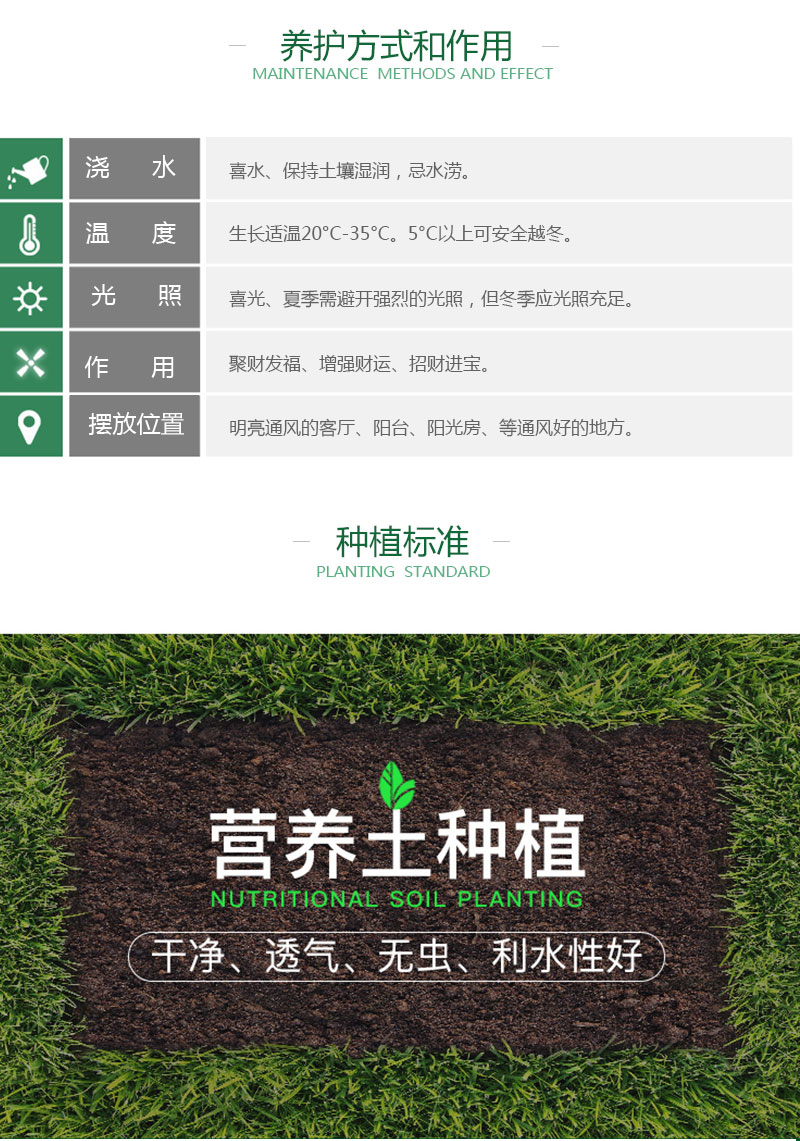 养护方式和作用
MAINTENANCE METHODS AND EFFECT
浇 水
喜水、保持土壤湿润，忌水涝。
温 度
生长适温20°C-35°C。5°C以上可安全越冬。
光 照
喜光、夏季需避开强烈的光照，但冬季应光照充足。
作 用
聚财发福、增强财运、招财进宝。
摆放位置
明亮通风的客厅、阳台、阳光房、等通风好的地方。
种植标准
PLANTING STANDARD
营养土种植
NUTRITIONAL SOIL PLANTING
干净、透气、无虫、利水性好